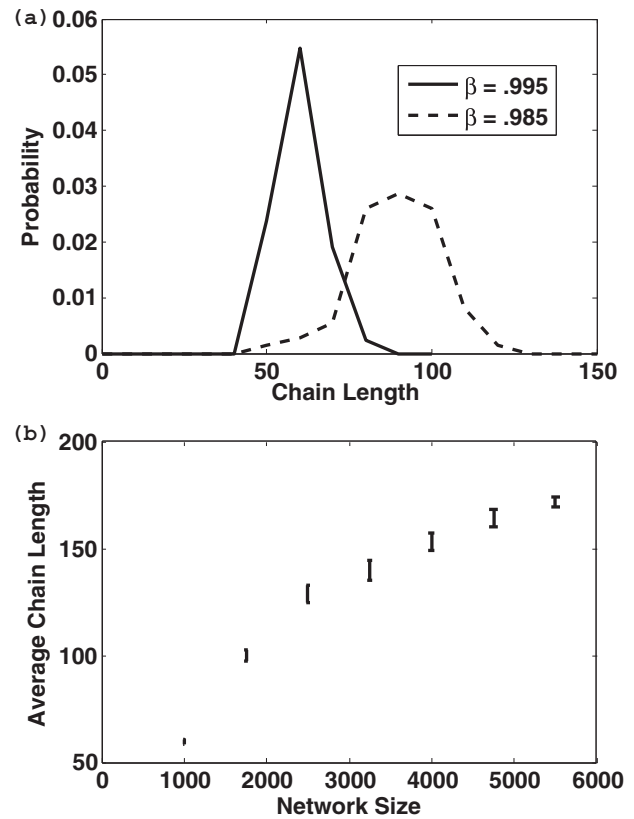 (a)
0.06
0.05
0.04
0.03
0.02
0.01
0
Probability
β = .995
β = .985
0 50 100 150
Chain Length
(b)
200
150
100
50
Average Chain Length
0 1000 2000 3000 4000 5000 6000
Network Size